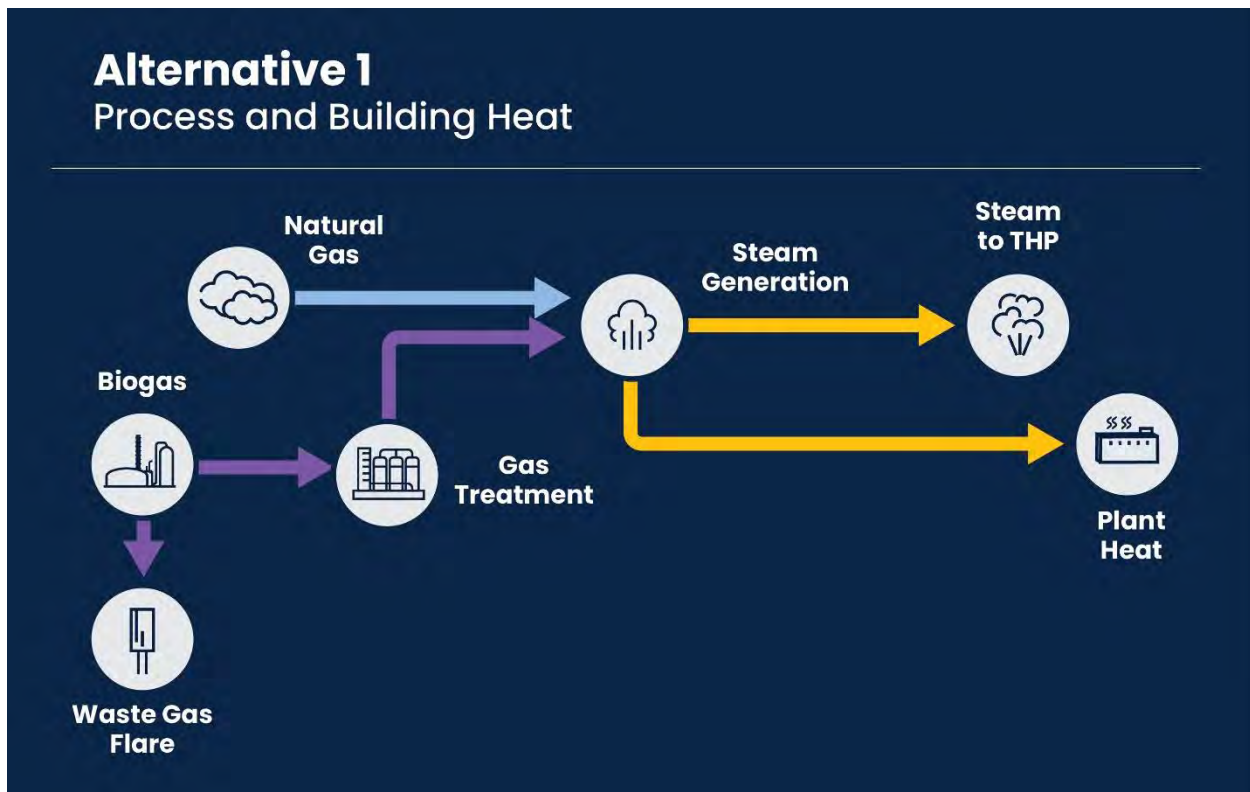 Alternative 1
Process and Building Heat
Natural
Gas
Steam
Generation
Steam
to THP
Biogas
Gas
Treatment
Plant
Heat
Waste Gas
Flare